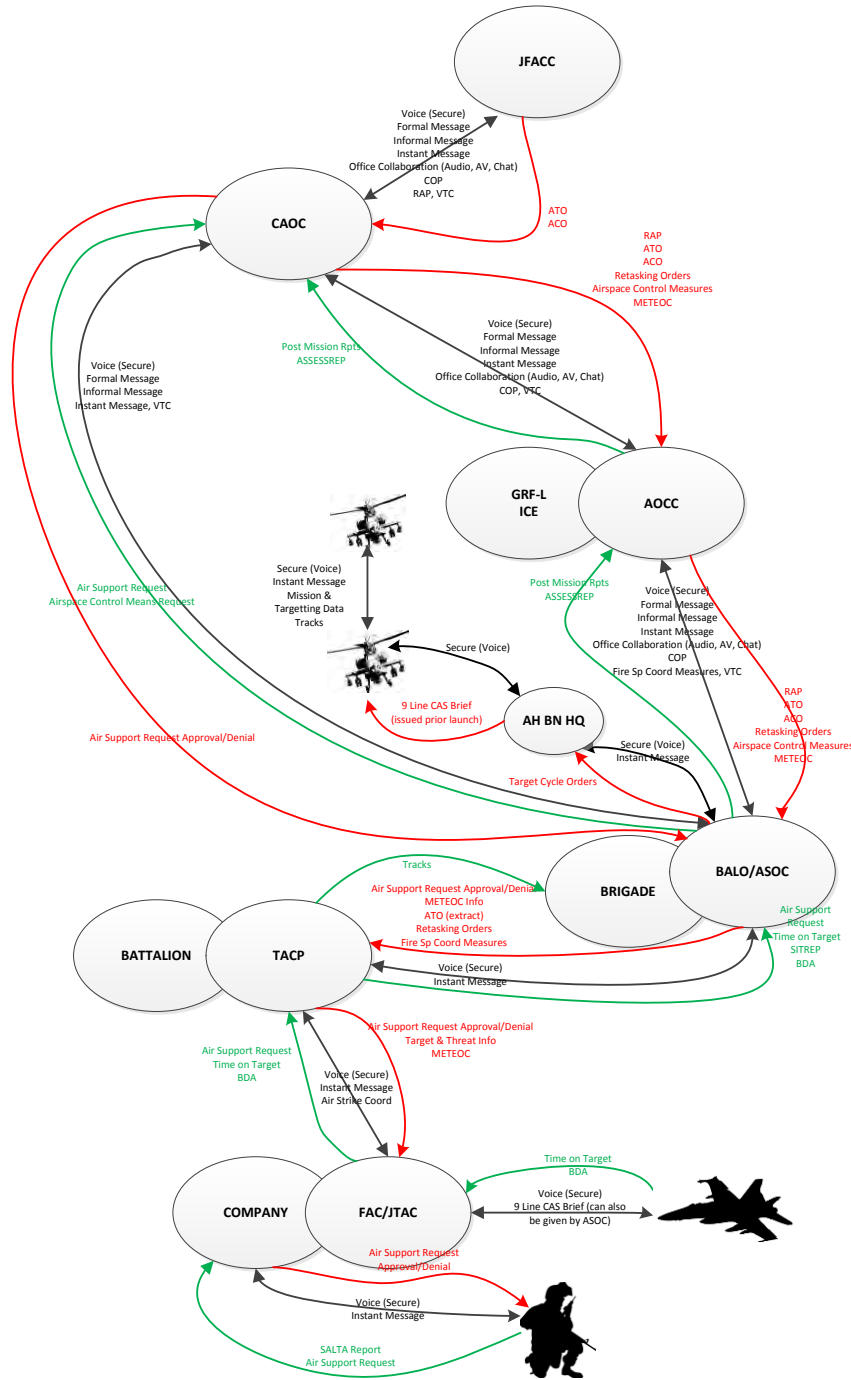 JFACC
Voice (Secure)
Formal Message
Informal Message
Instant Message
Office Collaboration (Audio, AV, Chat)
COP
RAP, VTC
CAOC
ATO
ACO
RAP
ATO
ACO
Retasking Orders
Airspace Control Measures
METEOC
Voice (Secure)
Formal Message
Informal Message
Instant Message
Office Collaboration (Audio, AV, Chat)
COP, VTC
Post Mission Rpts
ASSESSREP
Voice (Secure)
Formal Message
Informal Message
Instant Message, VTC
GRF-L
ICE
AOCC
Secure (Voice)
Instant Message
Mission &
Targetting Data
Tracks
Air Support Request
Airspace Control Means Request
Post Mission Rpts
ASSESSREP
Voice (Secure)
Formal Message
Informal Message
Instant Message
Office Collaboration (Audio, AV, Chat)
COP
Fire Sp Coord Measures, VTC
Secure (Voice)
9 Line CAS Brief
(issued prior launch)
AH BN HQ
RAP
ATO
ACO
Retasking Orders
Airspace Control Measures
METEOC
Air Support Request Approval/Denial
Secure (Voice)
Instant Message
Target Cycle Orders
BRIGADE
BALO/ASOC
Tracks
Air Support Request Approval/Denial
METEOC Info
ATO (extract)
Retasking Orders
Fire Sp Coord Measures
Air Support
Request
Time on Target
SITREP
BDA
BATTALION
TACP
Voice (Secure)
Instant Message
Air Support Request Approval/Denial
Target & Threat Info
METEOC
Air Support Request
Time on Target
BDA
Voice (Secure)
Instant Message
Air Strike Coord
Time on Target
BDA
COMPANY
FAC/JTAC
Voice (Secure)
9 Line CAS Brief (can also
be given by ASOC)
Air Support Request
Approval/Denial
Voice (Secure)
Instant Message
SALTA Report
Air Support Request